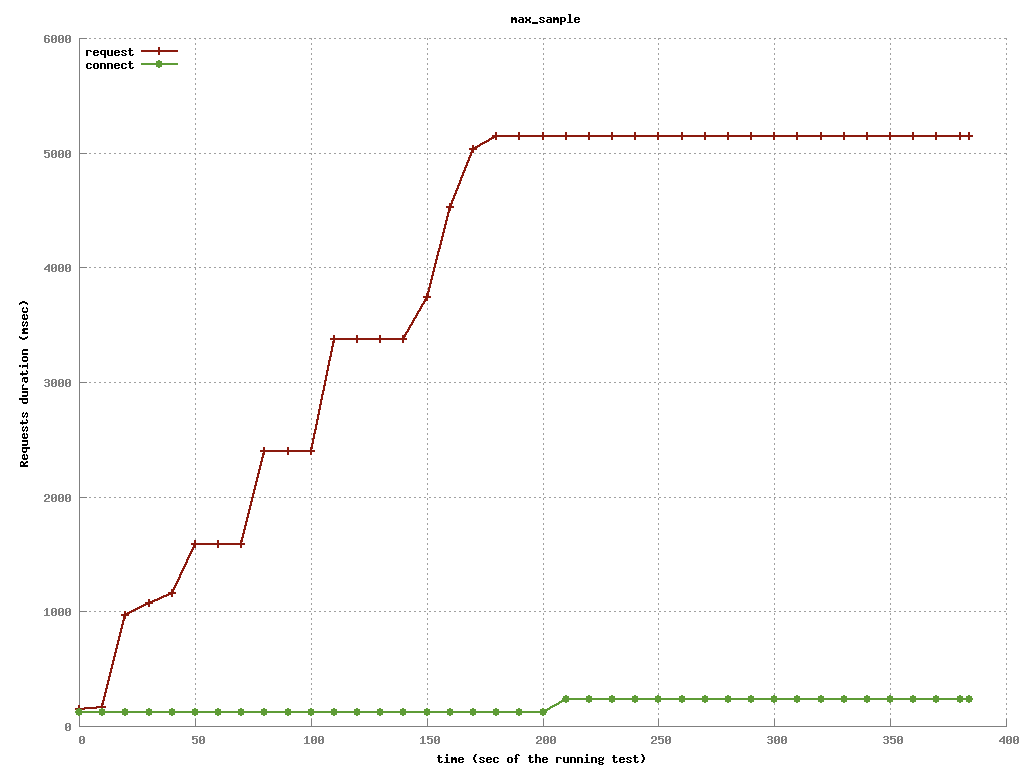 max_sample
6000
request
connect
5000
4000
3000
2000
1000
0
Requests duration (msec)
0 50 100 150 200 250 300 350 400
time (sec of the running test)